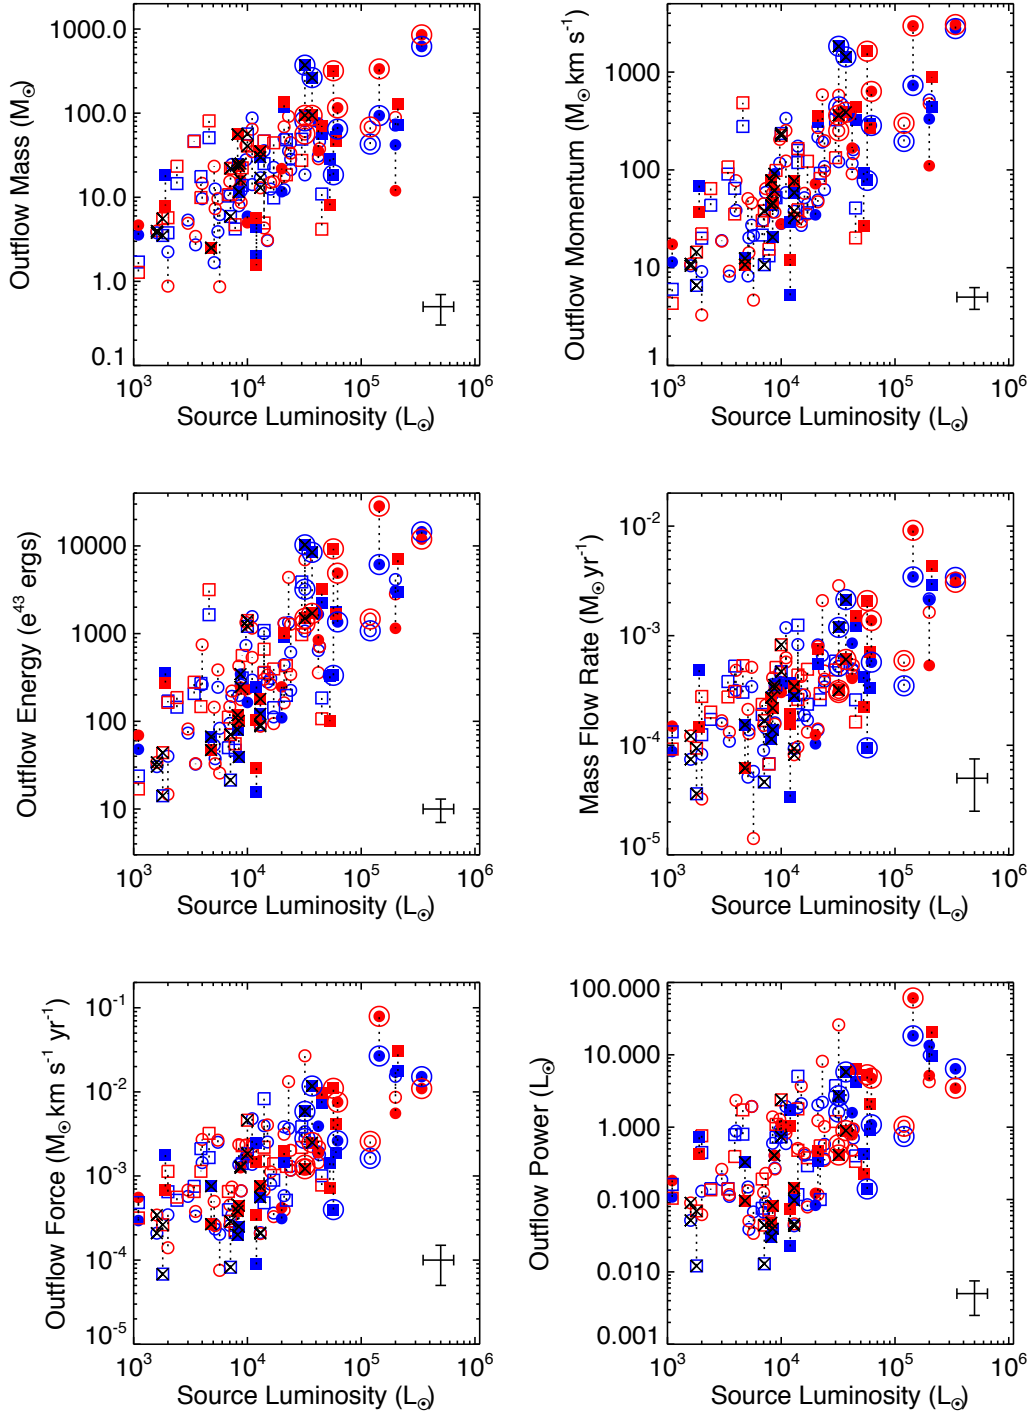 1000.0
100.0
10.0
1.0
0.1
Outflow Mass (M☉)
10³ 10⁴ 10⁵ 10⁶
Source Luminosity (L☉)
1000
100
10
1
Outflow Momentum (M☉ km s⁻¹)
10³ 10⁴ 10⁵ 10⁶
Source Luminosity (L☉)
10000
1000
100
10
Outflow Energy (e⁴³ ergs)
10³ 10⁴ 10⁵ 10⁶
Source Luminosity (L☉)
10⁻²
10⁻³
10⁻⁴
10⁻⁵
Mass Flow Rate (M☉ yr⁻¹)
10³ 10⁴ 10⁵ 10⁶
Source Luminosity (L☉)
10⁻¹
10⁻²
10⁻³
10⁻⁴
10⁻⁵
Outflow Force (M☉ km s⁻¹ yr⁻¹)
10³ 10⁴ 10⁵ 10⁶
Source Luminosity (L☉)
100.000
10.000
1.000
0.100
0.010
0.001
Outflow Power (L☉)
10³ 10⁴ 10⁵ 10⁶
Source Luminosity (L☉)